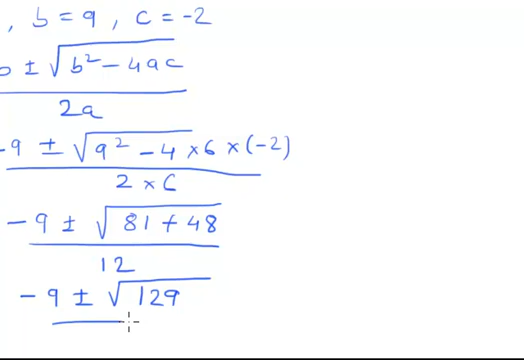 , b = 9 , c = -2
b ± √b² - 4ac
2a
-9 ± √9² - 4 × 6 × (-2)
2 × 6
- 9 ± √81 + 48
12
- 9 ± √129